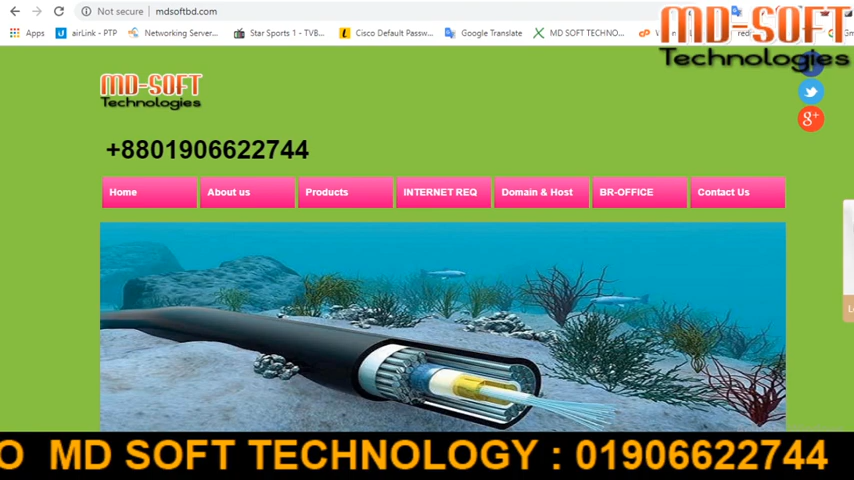 Not secure | mdsoftbd.com
Apps airLink - PTP Networking Server... Star Sports 1 - TVB... Cisco Default Passw... Google Translate MD SOFT TECHNO...
MD-SOFT
Technologies
MD-SOFT
Technologies
+8801906622744
Home About us Products INTERNET REQ Domain & Host BR-OFFICE Contact Us
O MD SOFT TECHNOLOGY : 01906622744